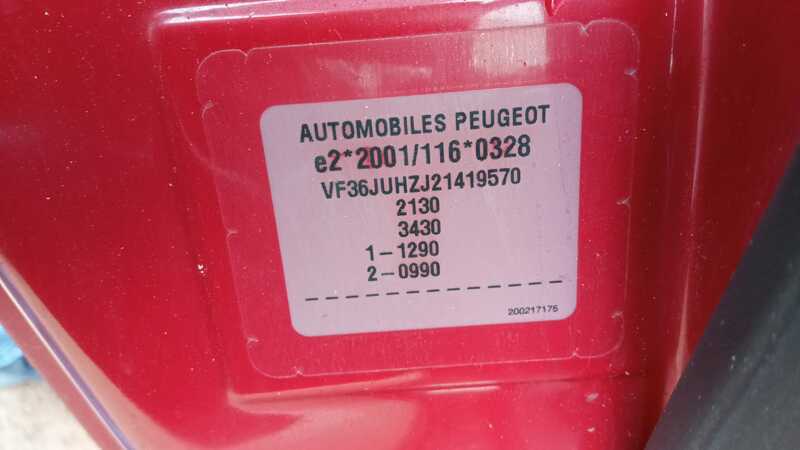 AUTOMOBILES PEUGEOT
e2*2001/116*0328
VF36JUHZJ21419570
2130
3430
1-1290
2-0990
200217175